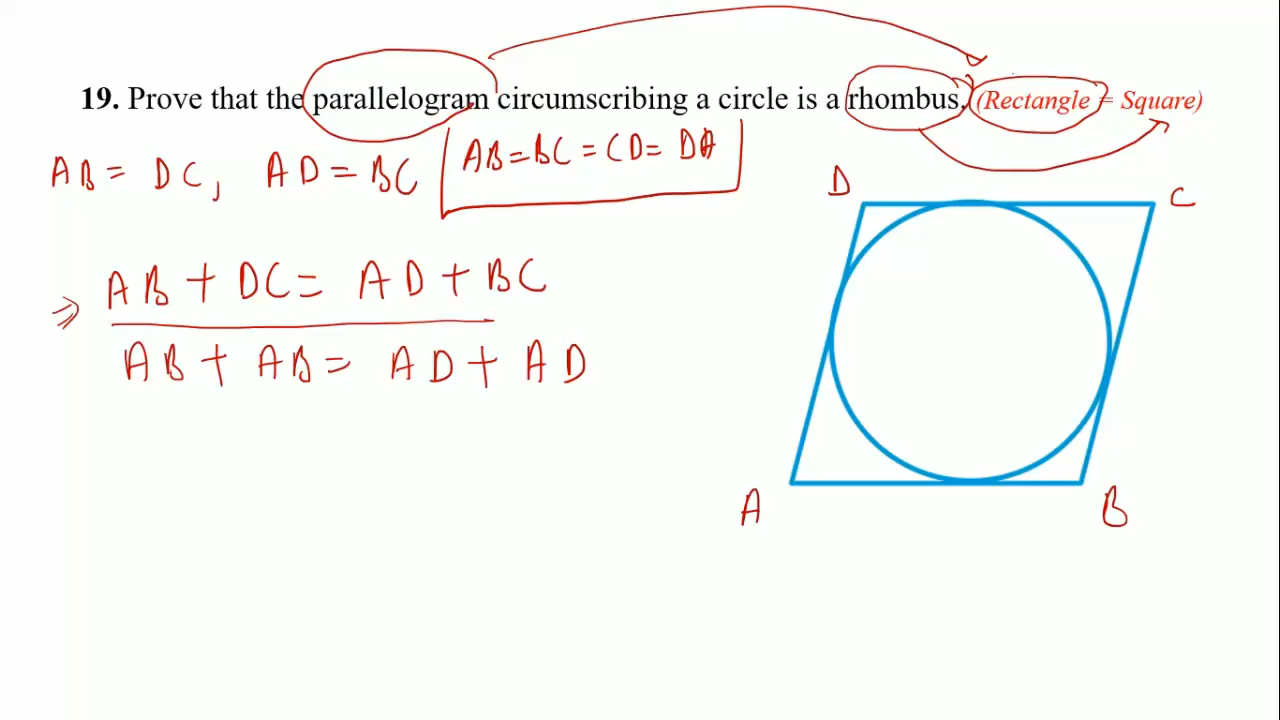 19. Prove that the parallelogram circumscribing a circle is a rhombus. (Rectangle = Square)
AB = DC, AD = BC AB = BC = CD = DA
D C
⇒ AB + DC = AD + BC
AB + AB = AD + AD
A B